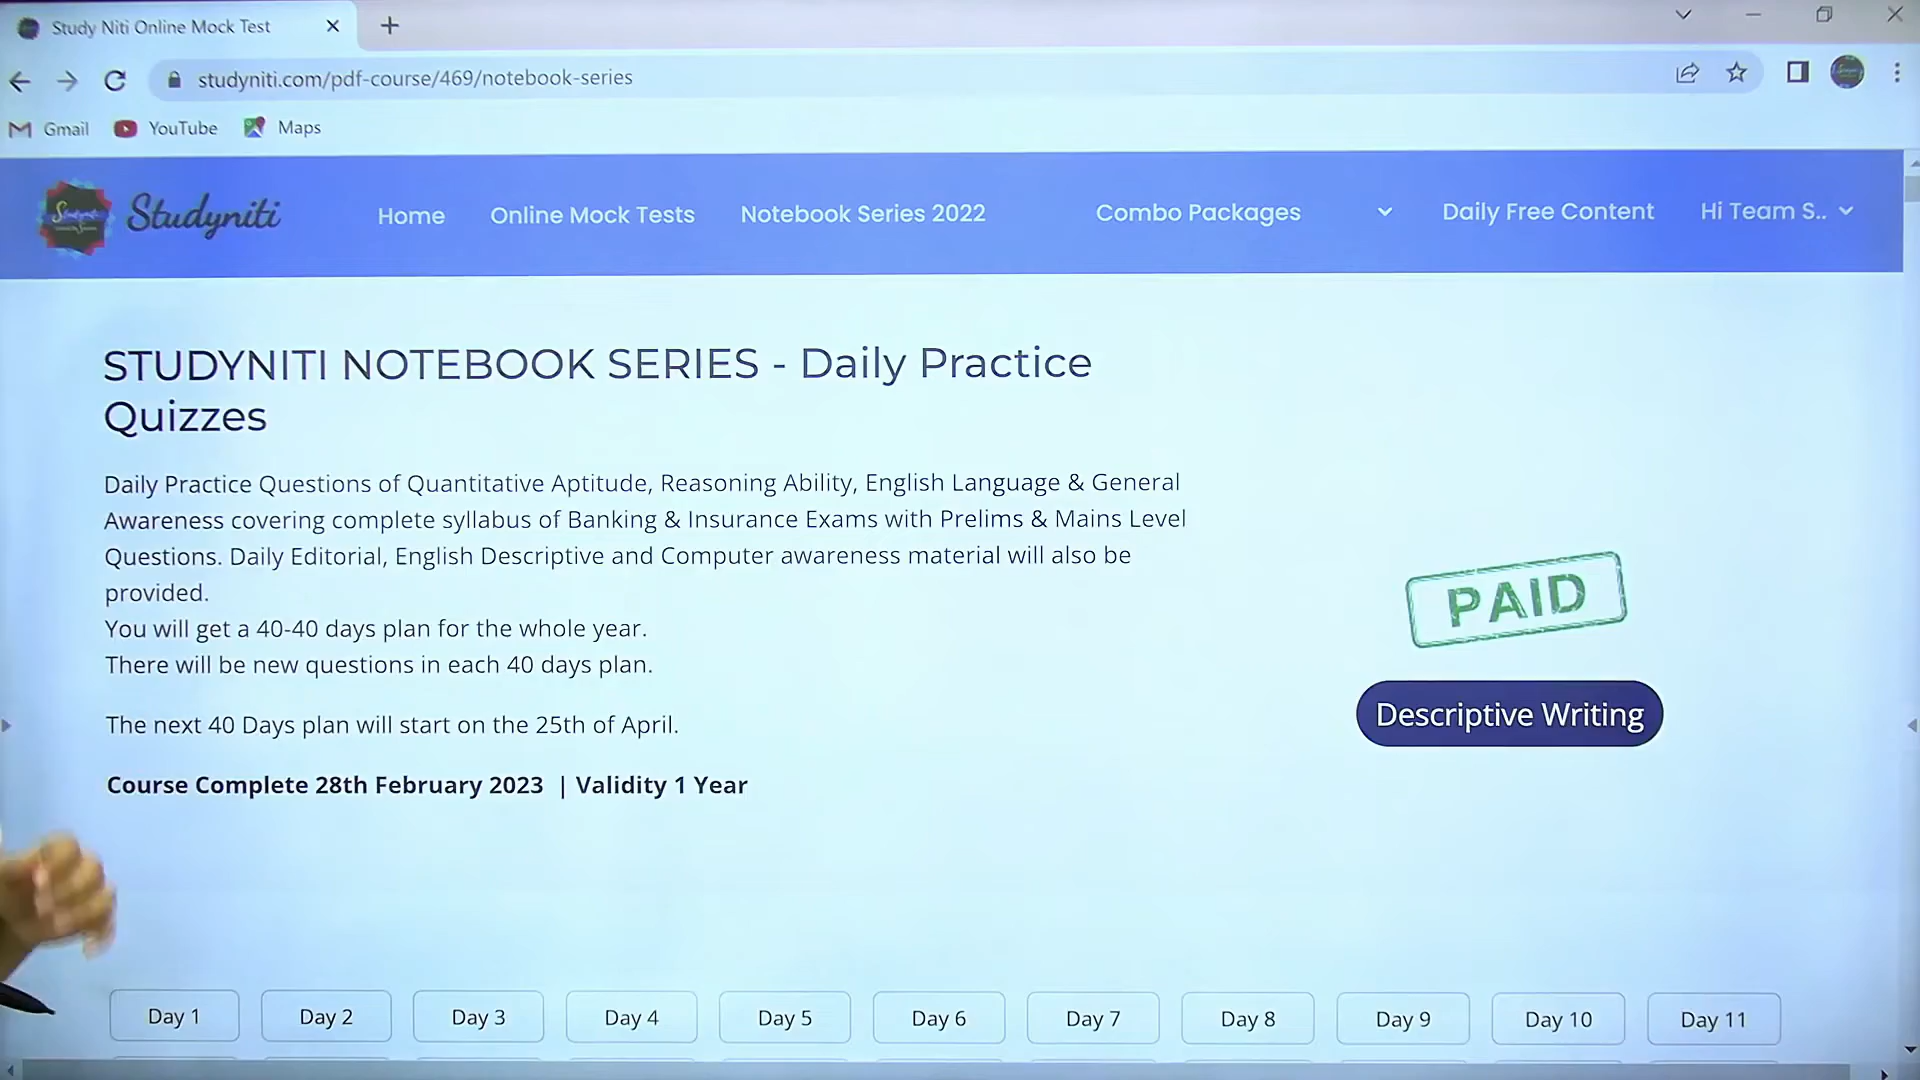 Study Niti Online Mock Test
studyniti.com/pdf-course/469/notebook-series
Gmail YouTube Maps
Studyniti Home Online Mock Tests Notebook Series 2022 Combo Packages Daily Free Content Hi Team S..
STUDYNITI NOTEBOOK SERIES - Daily Practice
Quizzes
Daily Practice Questions of Quantitative Aptitude, Reasoning Ability, English Language & General
Awareness covering complete syllabus of Banking & Insurance Exams with Prelims & Mains Level
Questions. Daily Editorial, English Descriptive and Computer awareness material will also be
provided.
You will get a 40-40 days plan for the whole year.
There will be new questions in each 40 days plan.
The next 40 Days plan will start on the 25th of April.
Course Complete 28th February 2023 | Validity 1 Year
PAID
Descriptive Writing
Day 1 Day 2 Day 3 Day 4 Day 5 Day 6 Day 7 Day 8 Day 9 Day 10 Day 11